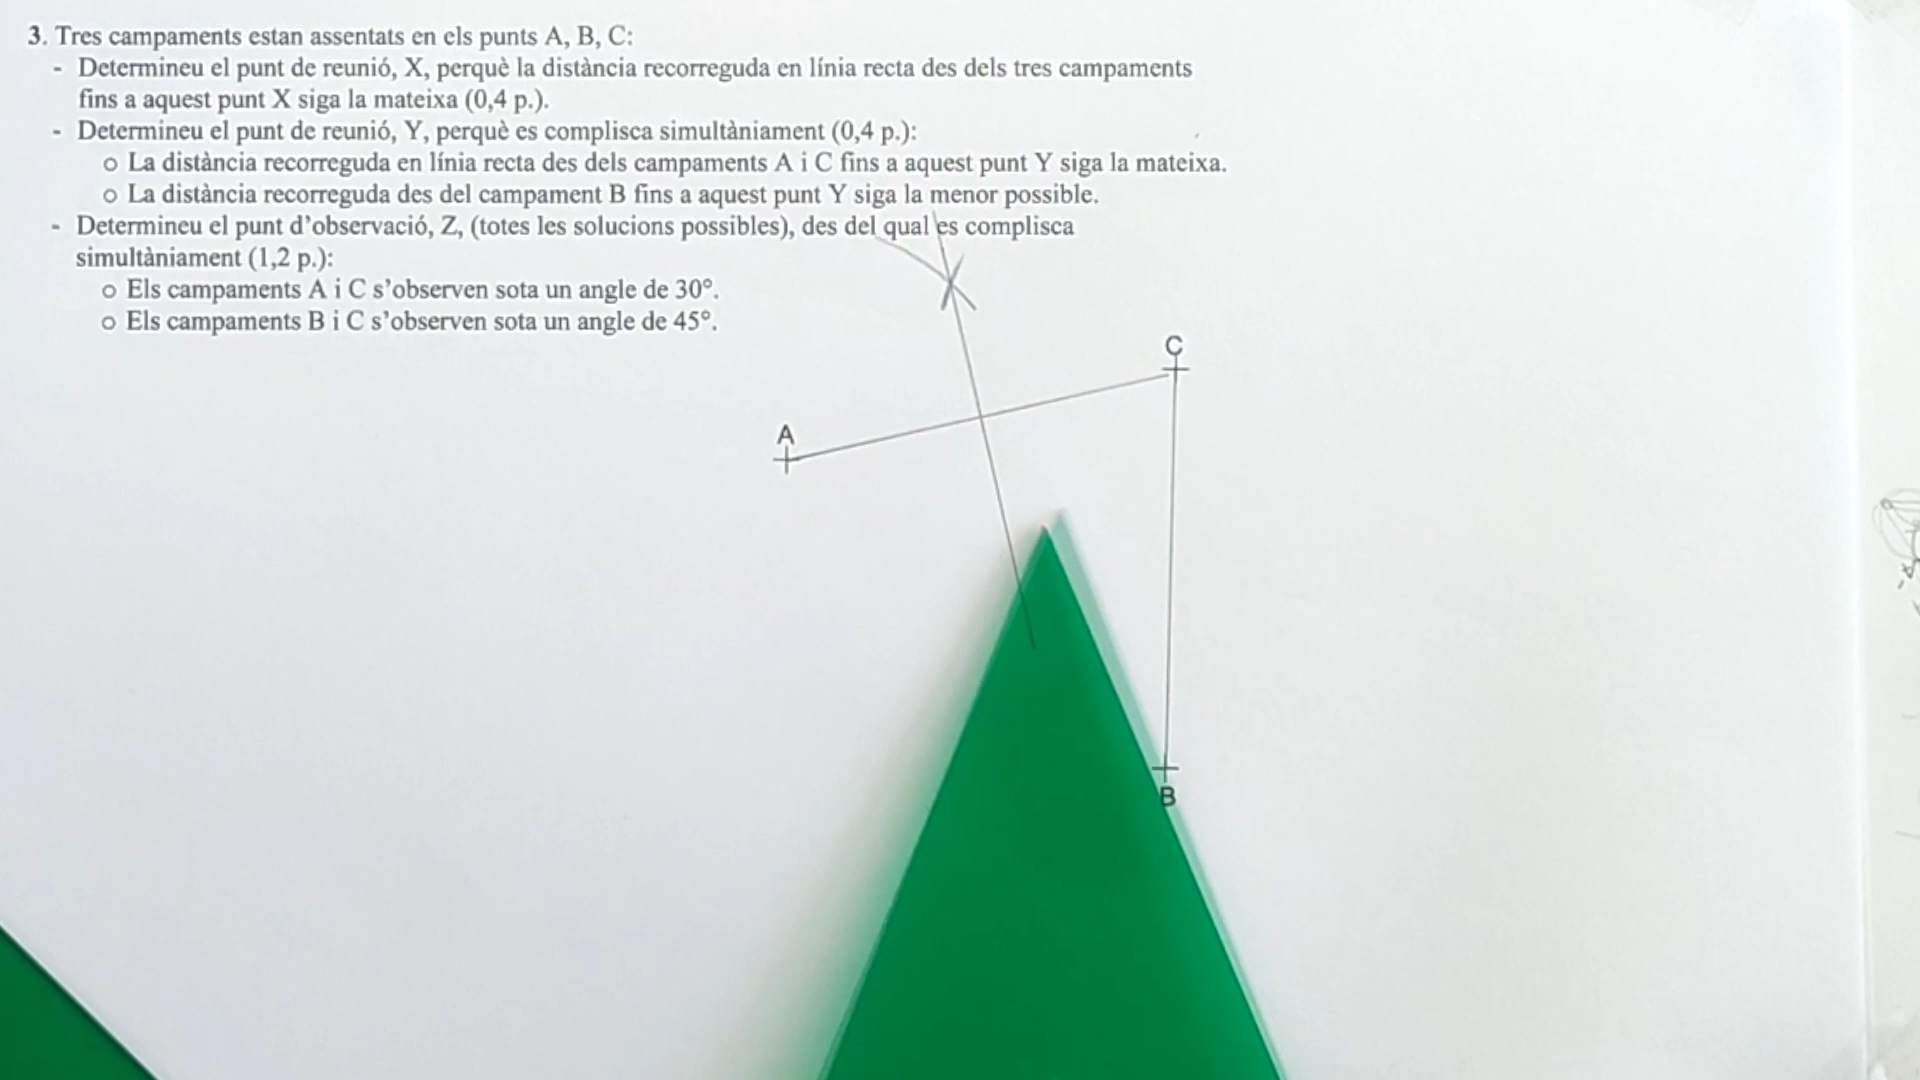 3. Tres campaments estan assentats en els punts A, B, C:
- Determineu el punt de reunió, X, perquè la distància recorreguda en línia recta des dels tres campaments
fins a aquest punt X siga la mateixa (0,4 p.).
- Determineu el punt de reunió, Y, perquè es complisca simultàniament (0,4 p.):
o La distància recorreguda en línia recta des dels campaments A i C fins a aquest punt Y siga la mateixa.
o La distància recorreguda des del campament B fins a aquest punt Y siga la menor possible.
- Determineu el punt d’observació, Z, (totes les solucions possibles), des del qual es complisca
simultàniament (1,2 p.):
o Els campaments A i C s’observen sota un angle de 30°.
o Els campaments B i C s’observen sota un angle de 45°.
C
A
B